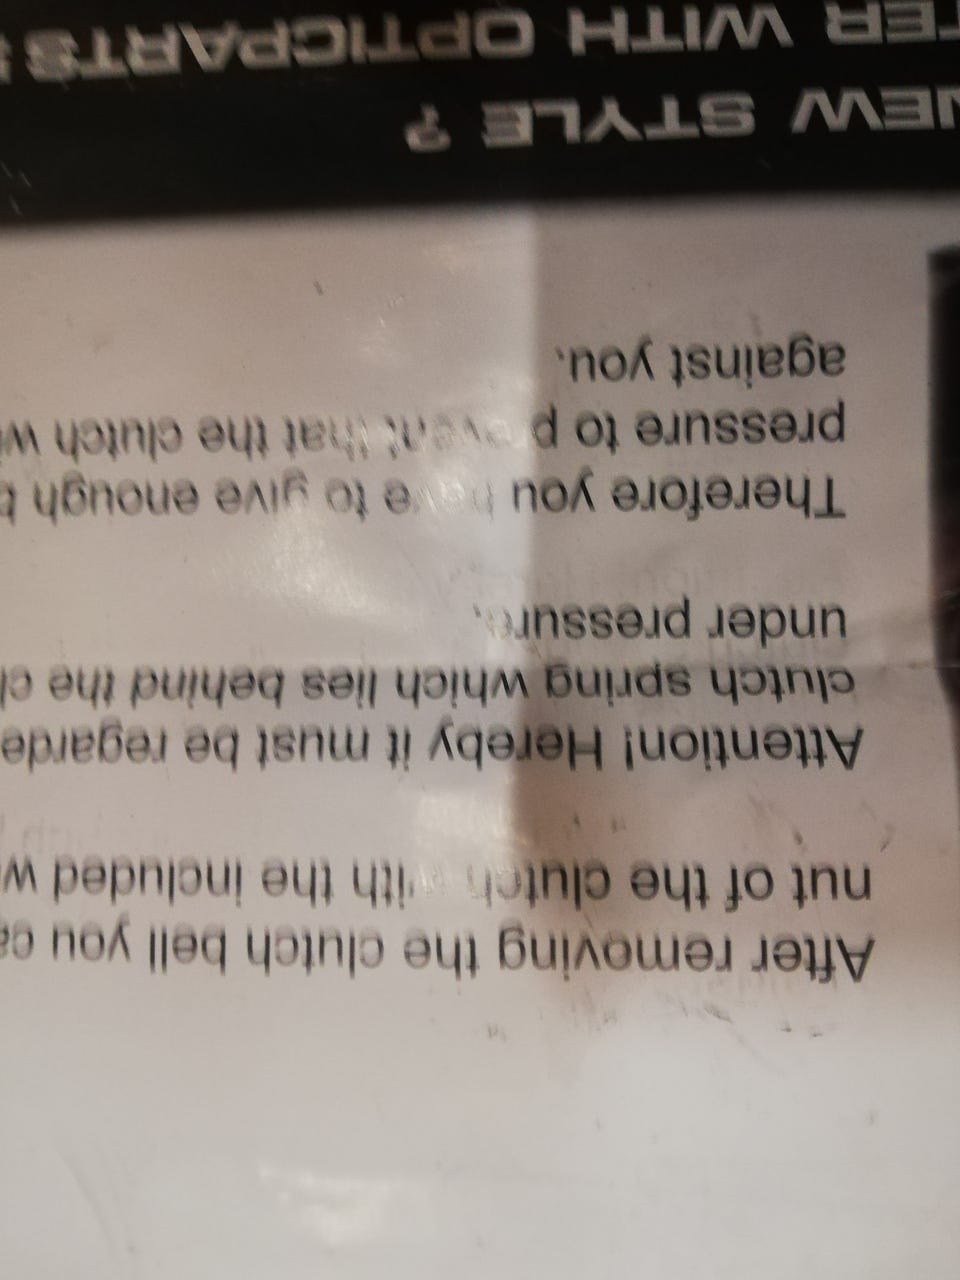 After removing the clutch bell you ca
nut of the clutch with the included w
Attention! Hereby it must be regarde
clutch spring which lies behind the cl
under pressure.
Therefore you have to give enough
pressure to prevent that the clutch wi
against you.
NEW STYLE ?
TER WITH OPTICPARTS